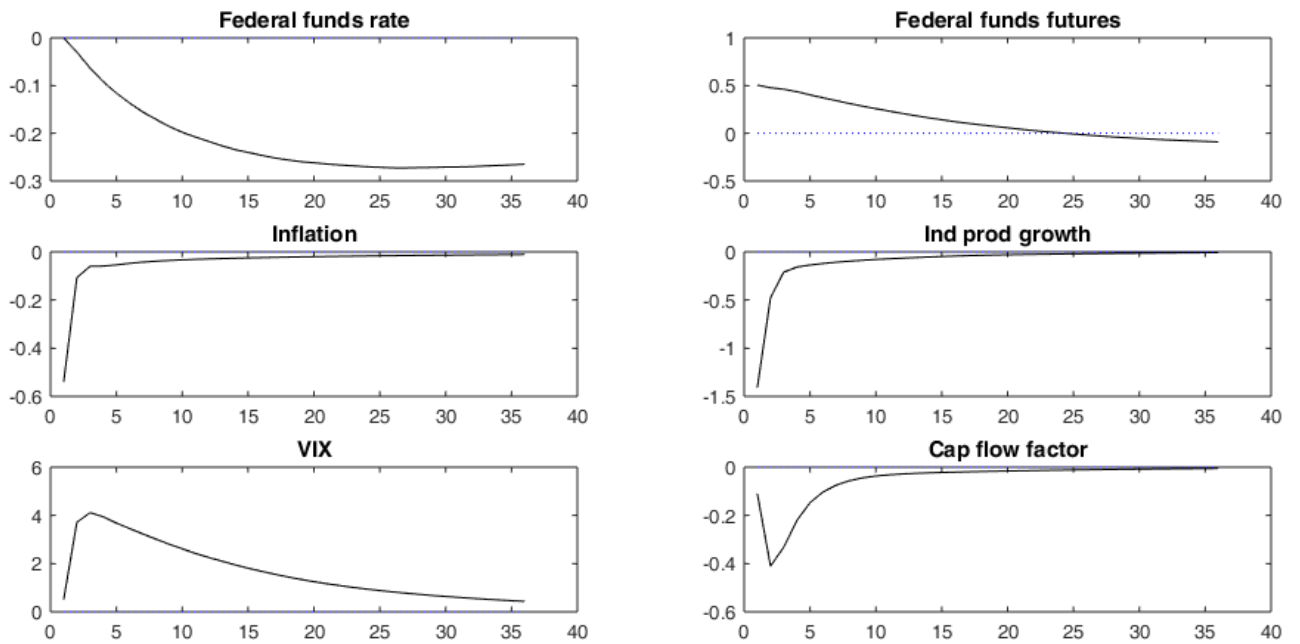 Federal funds rate
0
-0.1
-0.2
-0.3
0 5 10 15 20 25 30 35 40
Federal funds futures
1
0.5
0
-0.5
0 5 10 15 20 25 30 35 40
Inflation
0
-0.2
-0.4
-0.6
0 5 10 15 20 25 30 35 40
Ind prod growth
0
-0.5
-1
-1.5
0 5 10 15 20 25 30 35 40
VIX
6
4
2
0
0 5 10 15 20 25 30 35 40
Cap flow factor
0
-0.2
-0.4
-0.6
0 5 10 15 20 25 30 35 40